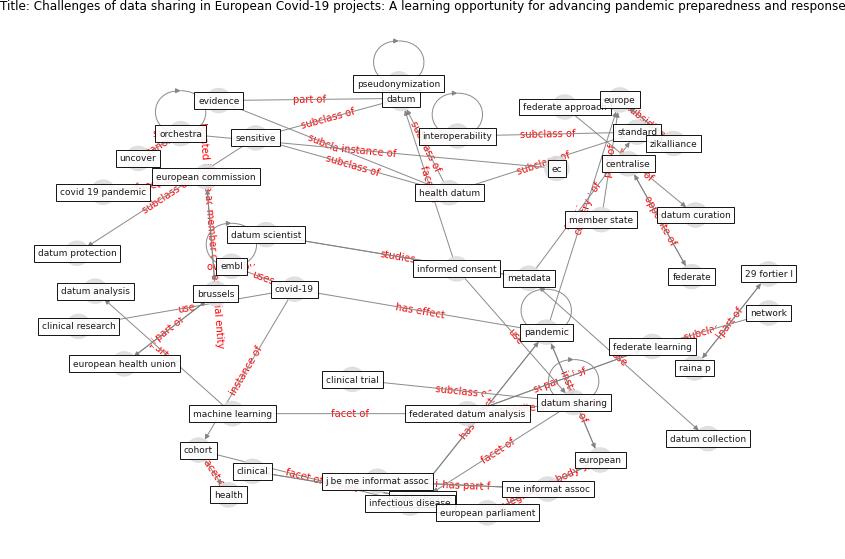 Title: Challenges of data sharing in European Covid-19 projects: A learning opportunity for advancing pandemic preparedness and response
pseudonymization
evidence
part of
datum
federate approach
europe
orchestra
sensitive
subclass of
interoperability
subclass of
standard
zikalliance
uncover
instance of
subclass of
ec
centralise
european commission
covid 19 pandemic
health datum
datum curation
member state
opposite of
datum protection
datum scientist
studies
informed consent
embl
uses
metadata
federate
29 fortier l
datum analysis
brussels
covid-19
clinical research
use
has effect
pandemic
network
part of
european health union
instance of
federate learning
raina p
clinical trial
subclass of
datum sharing
machine learning
facet of
federated datum analysis
datum collection
cohort
facet of
european
clinical
facet of
j be me informat assoc
has part
me informat assoc
health
infectious disease
european parliament